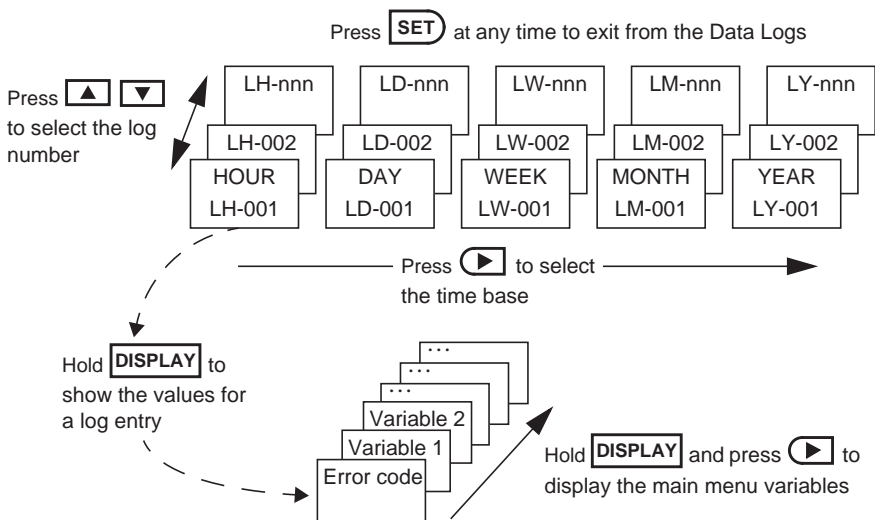 Press SET at any time to exit from the Data Logs
Press ▲ ▼
to select the log
number
LH-nnn LD-nnn LW-nnn LM-nnn LY-nnn
LH-002 LD-002 LW-002 LM-002 LY-002
HOUR DAY WEEK MONTH YEAR
LH-001 LD-001 LW-001 LM-001 LY-001
Press ▶ to select
the time base
Hold DISPLAY to
show the values for
a log entry
...
...
...
Variable 2
Variable 1
Error code
Hold DISPLAY and press ▶ to
display the main menu variables